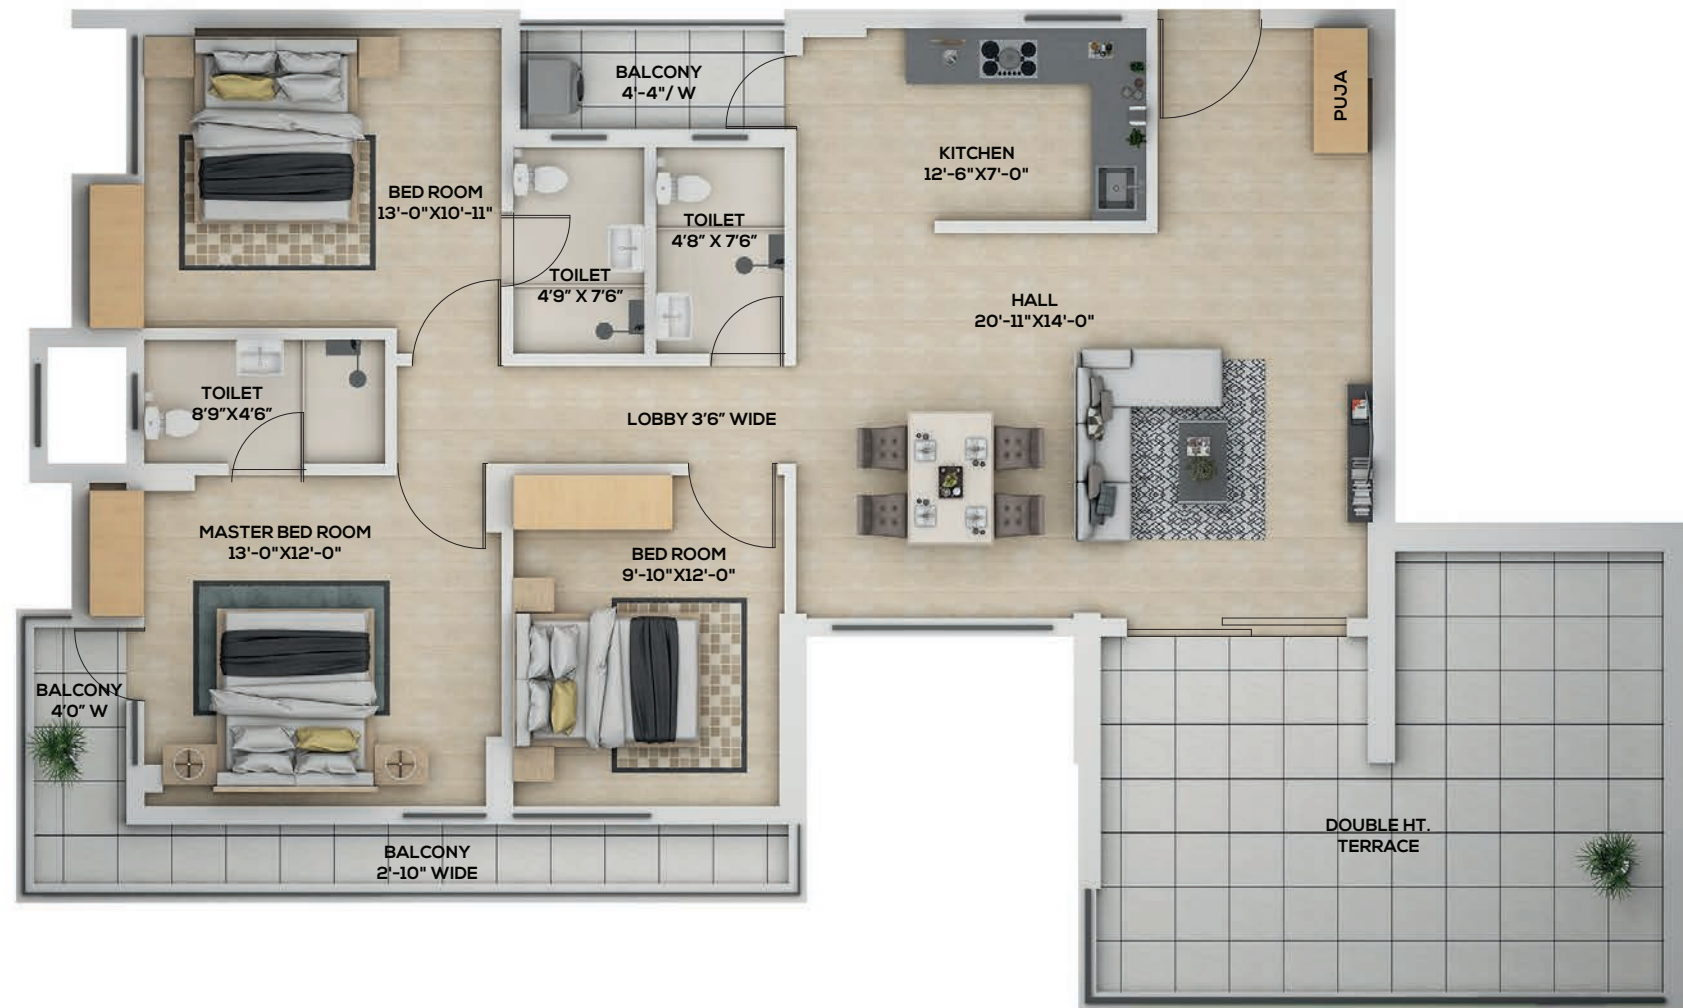 BALCONY
4'-4"/ W
PUJA
KITCHEN
12'-6"X7'-0"
BED ROOM
13'-0"X10'-11"
TOILET
4'8" X 7'6"
TOILET
4'9" X 7'6"
HALL
20'-11"X14'-0"
TOILET
8'9"X4'6"
LOBBY 3'6" WIDE
MASTER BED ROOM
13'-0"X12'-0"
BED ROOM
9'-10"X12'-0"
BALCONY
4'0" W
DOUBLE HT.
TERRACE
BALCONY
2'-10" WIDE